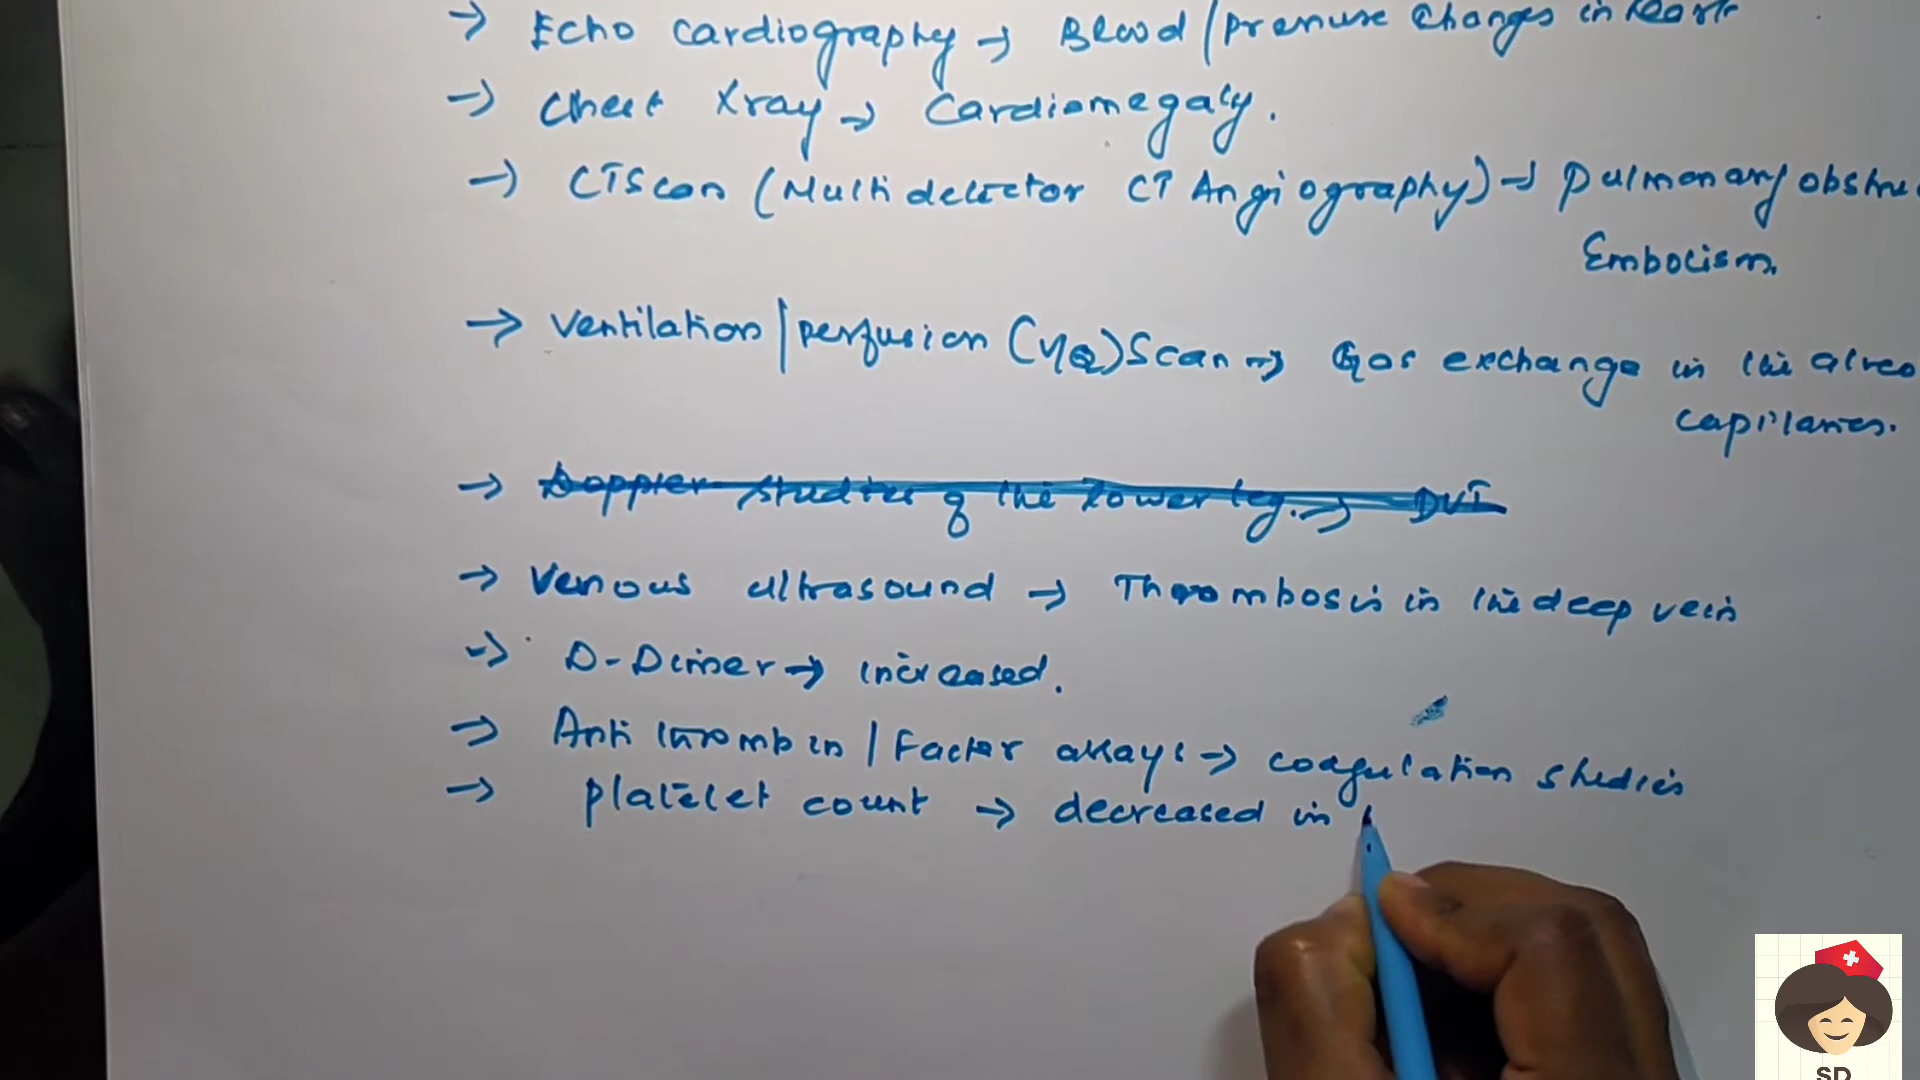 → Echo cardiography → Blood / pressure changes in heart
→ Chest Xray → Cardiomegaly.
→ CT Scan (Multi detector CT Angiography) → pulmonary obstru
Embolism.
→ Ventilation / perfusion (V/Q) Scan → Gas exchange in the alveo
capillaries.
→ Doppler studies of the lower leg. → DVT
→ Venous ultrasound → Thrombosis in the deep vein
→ D-Dimer → increased.
→ Anti thrombin / Factor assays → coagulation studies
→ platelet count → decreased in
SD